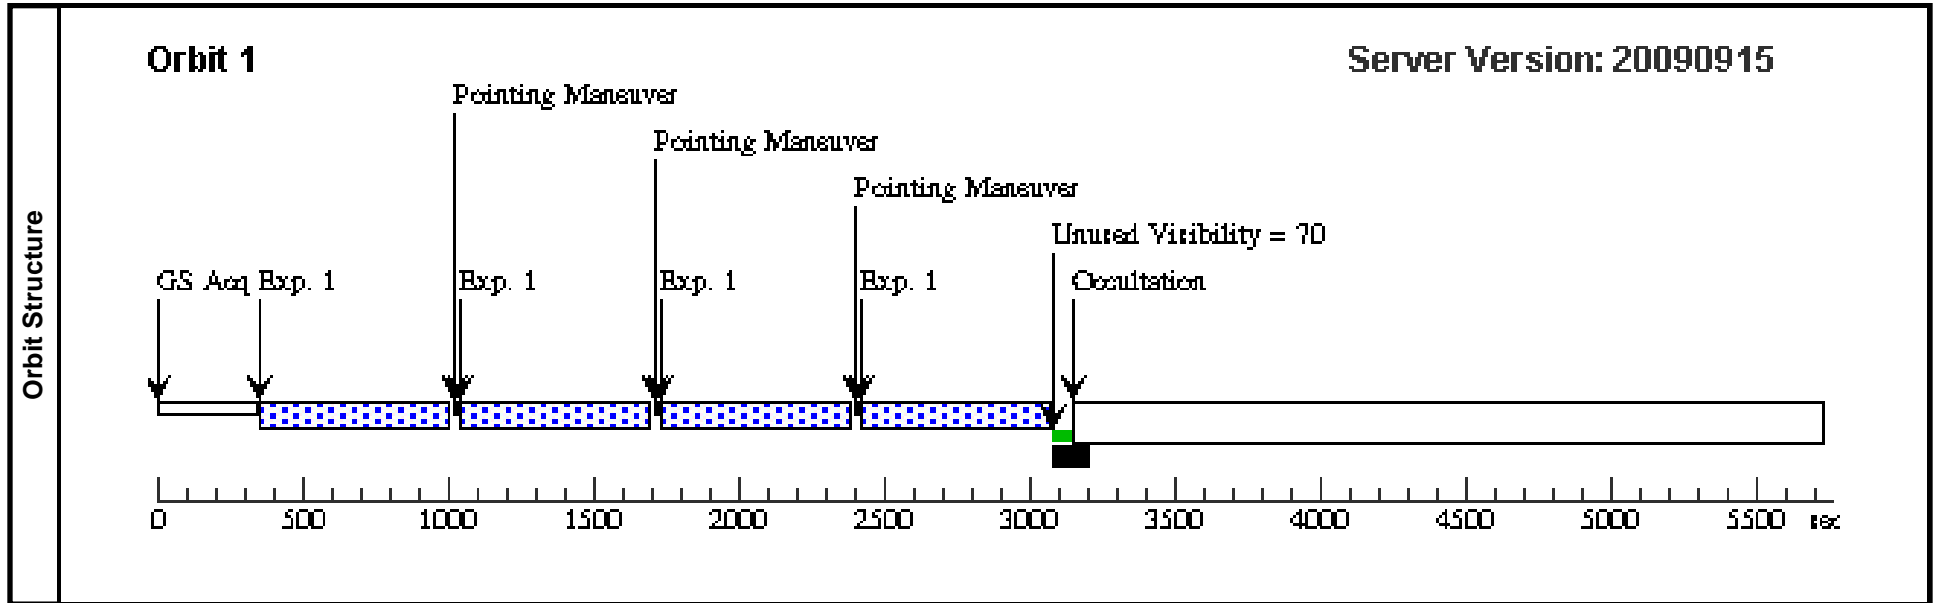 Orbit Structure
Orbit 1
Server Version: 20090915
Pointing Maneuver
Pointing Maneuver
Pointing Maneuver
Unused Visibility = 70
GS Acq Exp. 1 Exp. 1 Exp. 1 Exp. 1 Occultation
0 500 1000 1500 2000 2500 3000 3500 4000 4500 5000 5500 sec